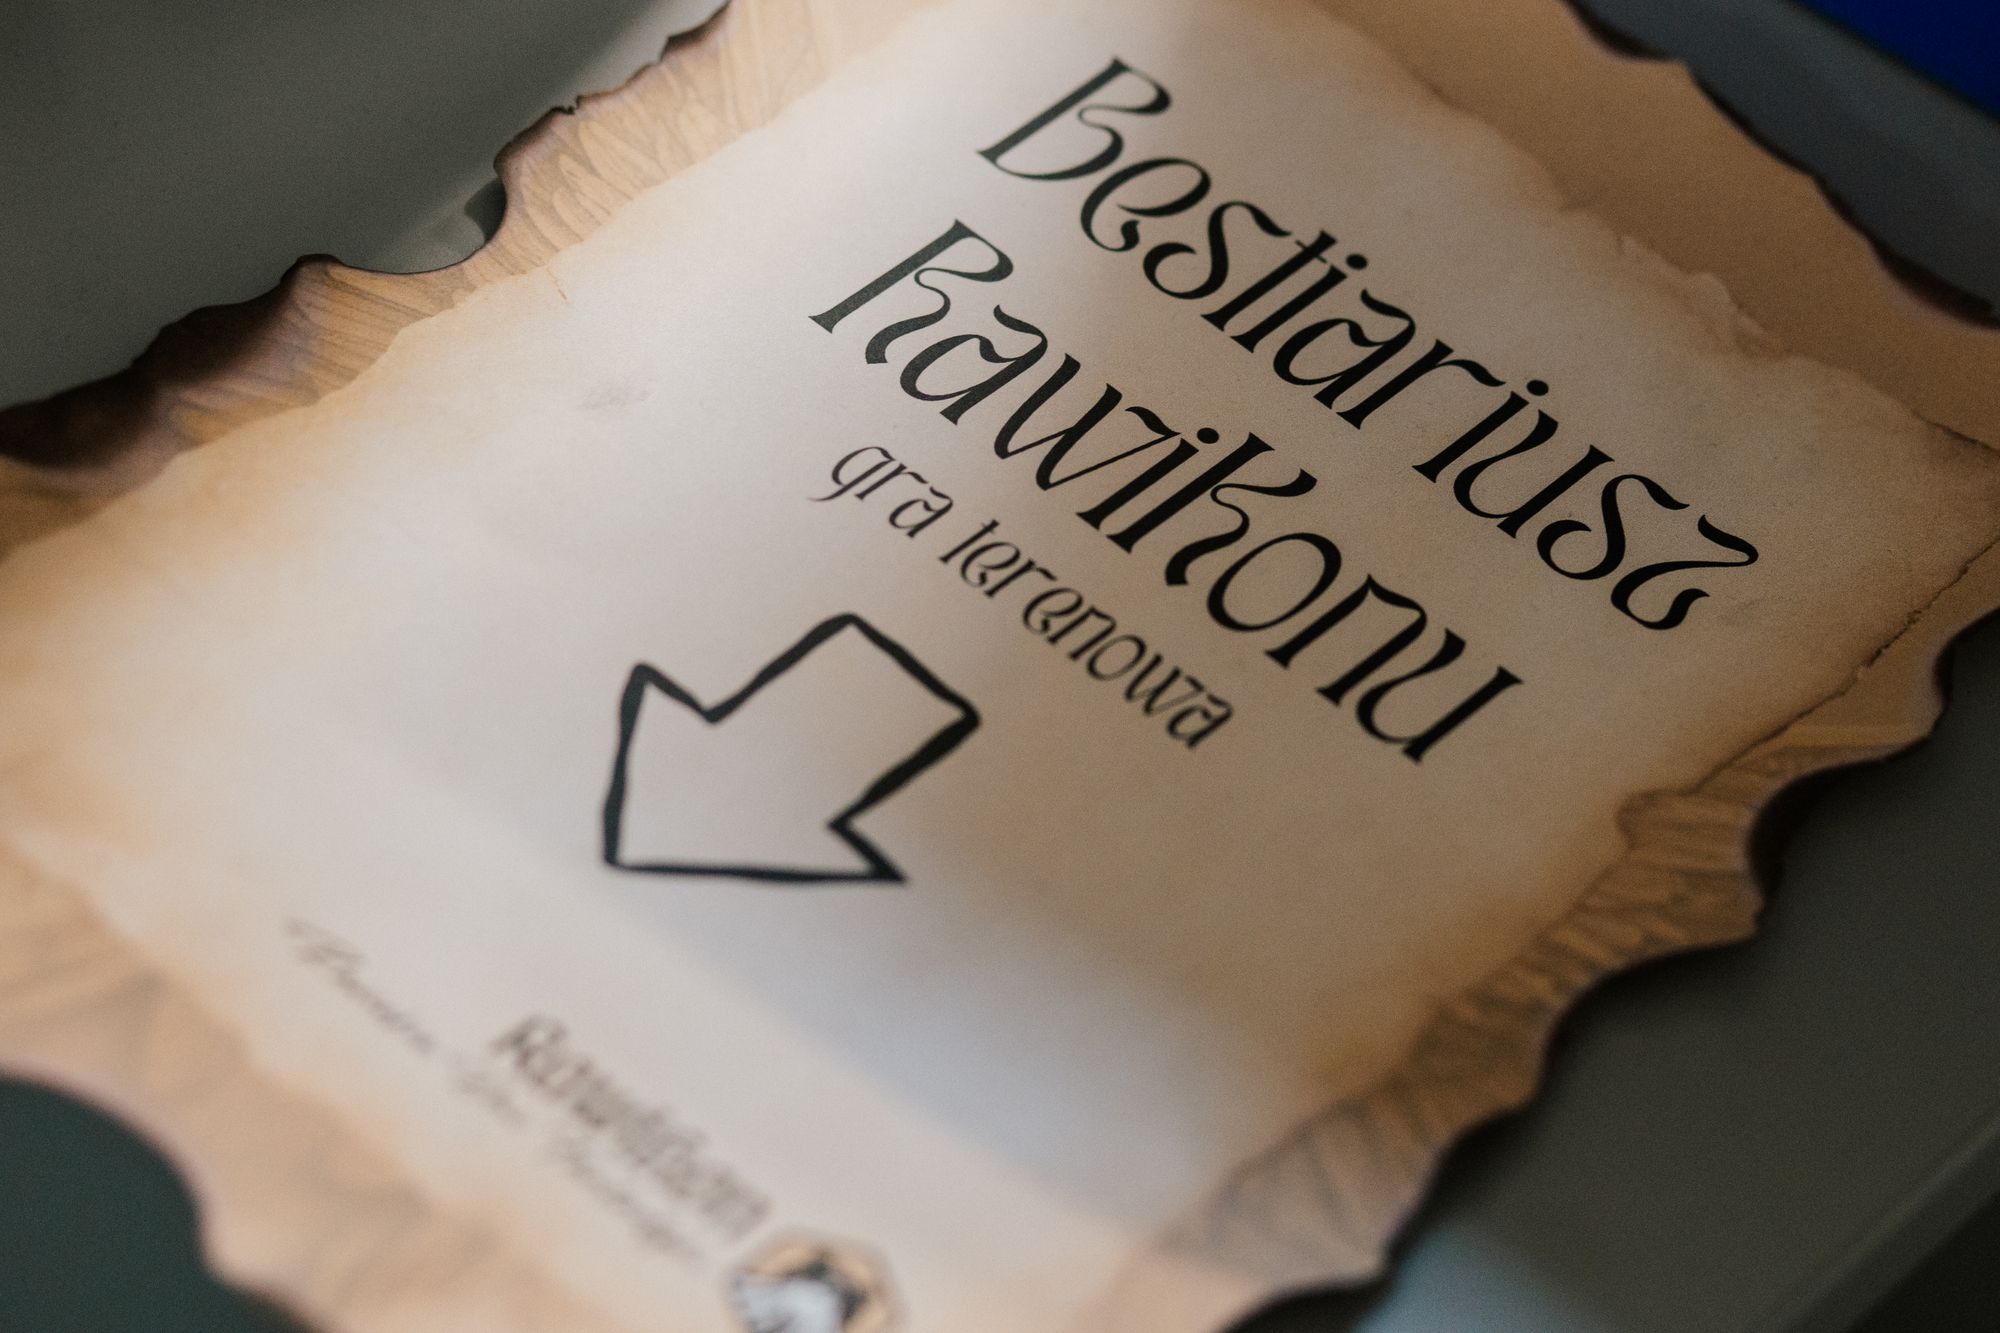 Bestiariusz
Rawikonu
gra terenowa